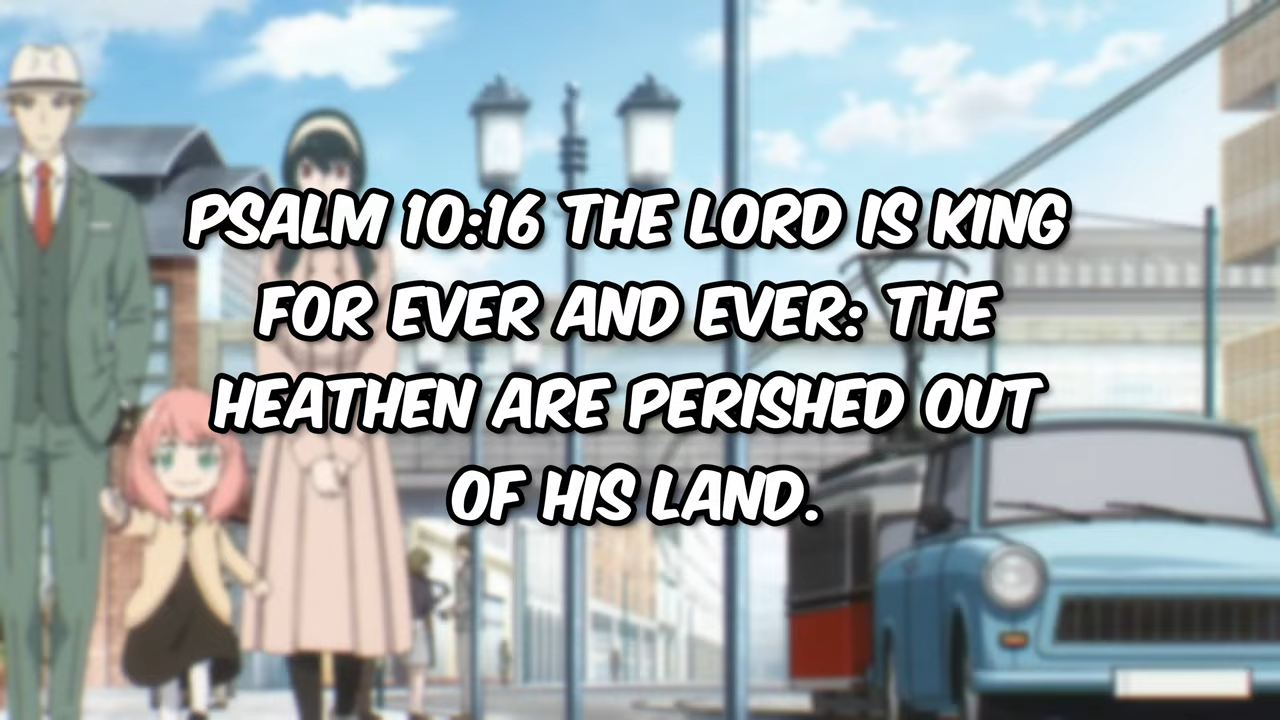 PSALM 10:16 THE LORD IS KING
FOR EVER AND EVER: THE
HEATHEN ARE PERISHED OUT
OF HIS LAND.